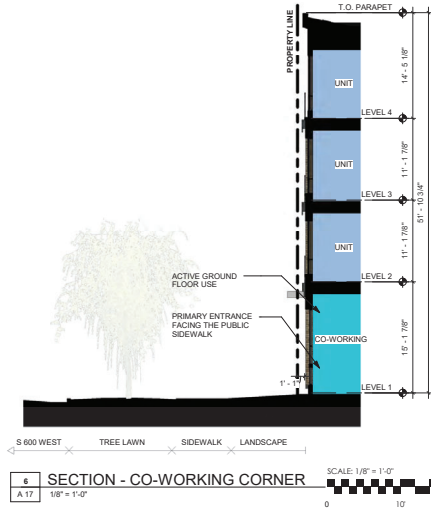 T.O. PARAPET
PROPERTY LINE
14' - 5 1/8"
UNIT
LEVEL 4
11' - 1 7/8"
UNIT
51' - 10 3/4"
LEVEL 3
11' - 1 7/8"
UNIT
LEVEL 2
ACTIVE GROUND
FLOOR USE
PRIMARY ENTRANCE
FACING THE PUBLIC
SIDEWALK
CO-WORKING
15' - 1 7/8"
1' - 1"
LEVEL 1
S 600 WEST
TREE LAWN
SIDEWALK
LANDSCAPE
6
A 17
SECTION - CO-WORKING CORNER
1/8" = 1'-0"
SCALE: 1/8" = 1'-0"
0
10'